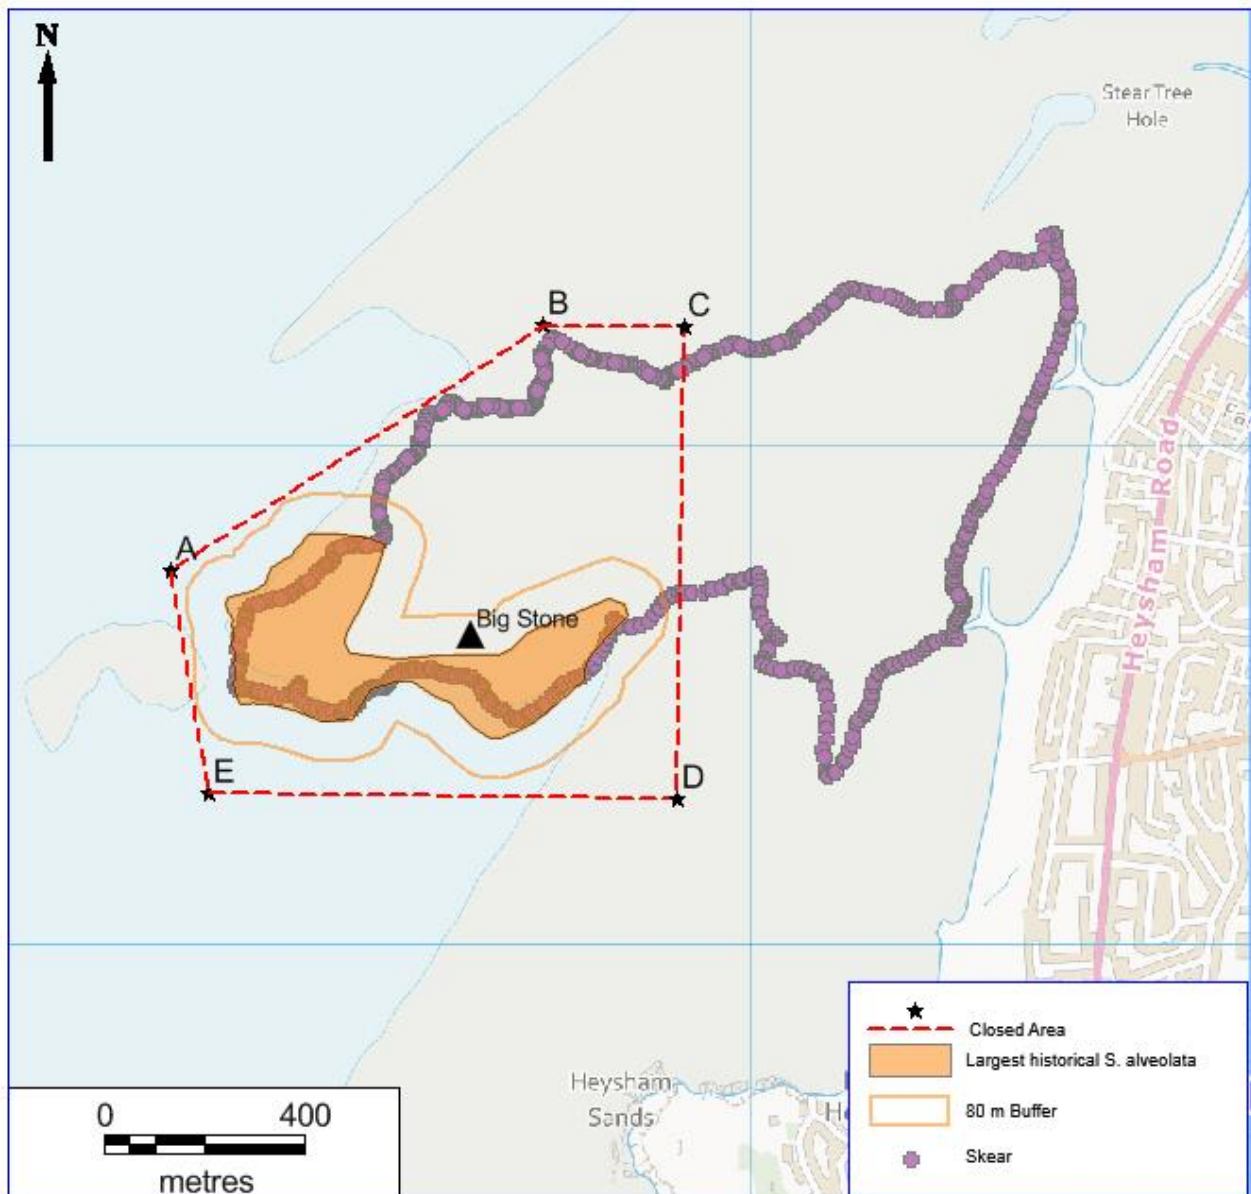 N
Stear Tree
Hole
B
C
A
Big Stone
E
D
Heysham Road
Heysham
Sands
Closed Area
Largest historical S. alveolata
80 m Buffer
Skear
0 400
metres